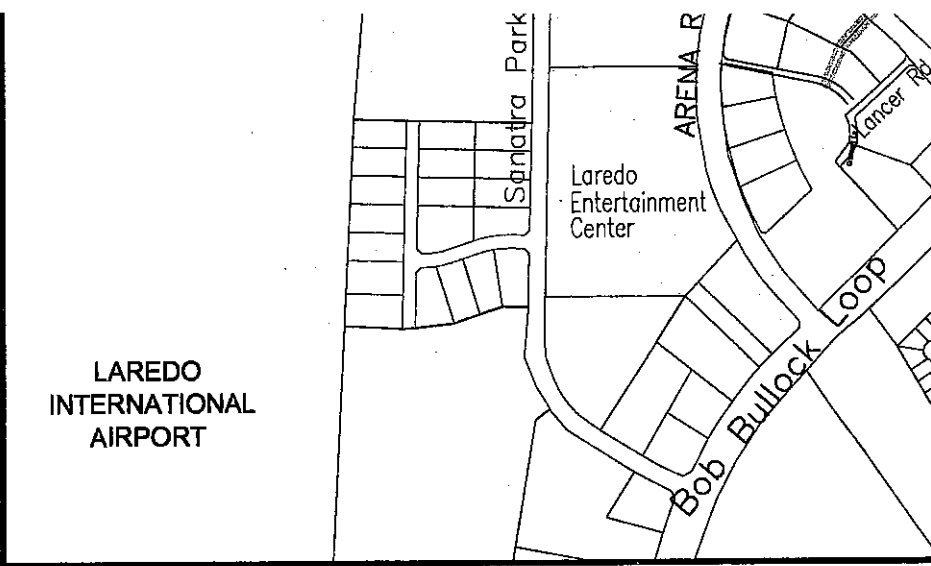 Sanatra Park
ARENA R
Lancer Rd
Laredo
Entertainment
Center
Bob Bullock Loop
LAREDO
INTERNATIONAL
AIRPORT